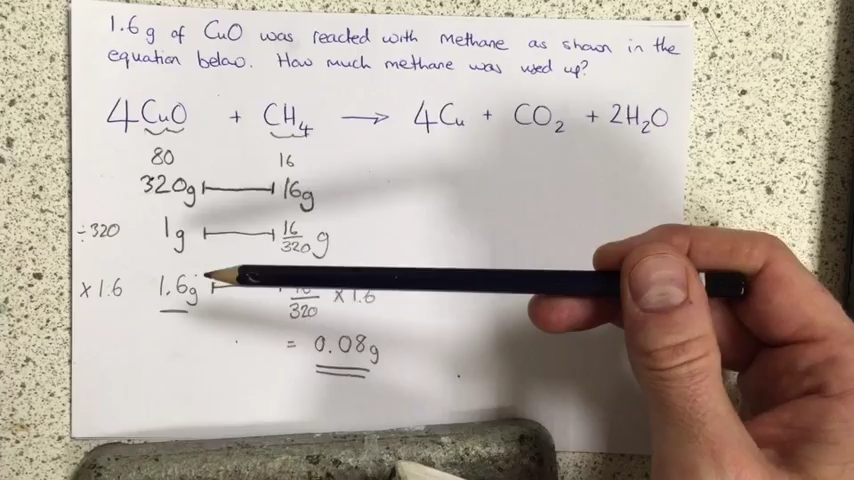 1.6g of CuO was reacted with methane as shown in the
equation below. How much methane was used up?
4CuO + CH₄ → 4Cu + CO₂ + 2H₂O
80 16
320g 16g
÷320 1g 16/320 g
x1.6 1.6g 16/320 x1.6
= 0.08g